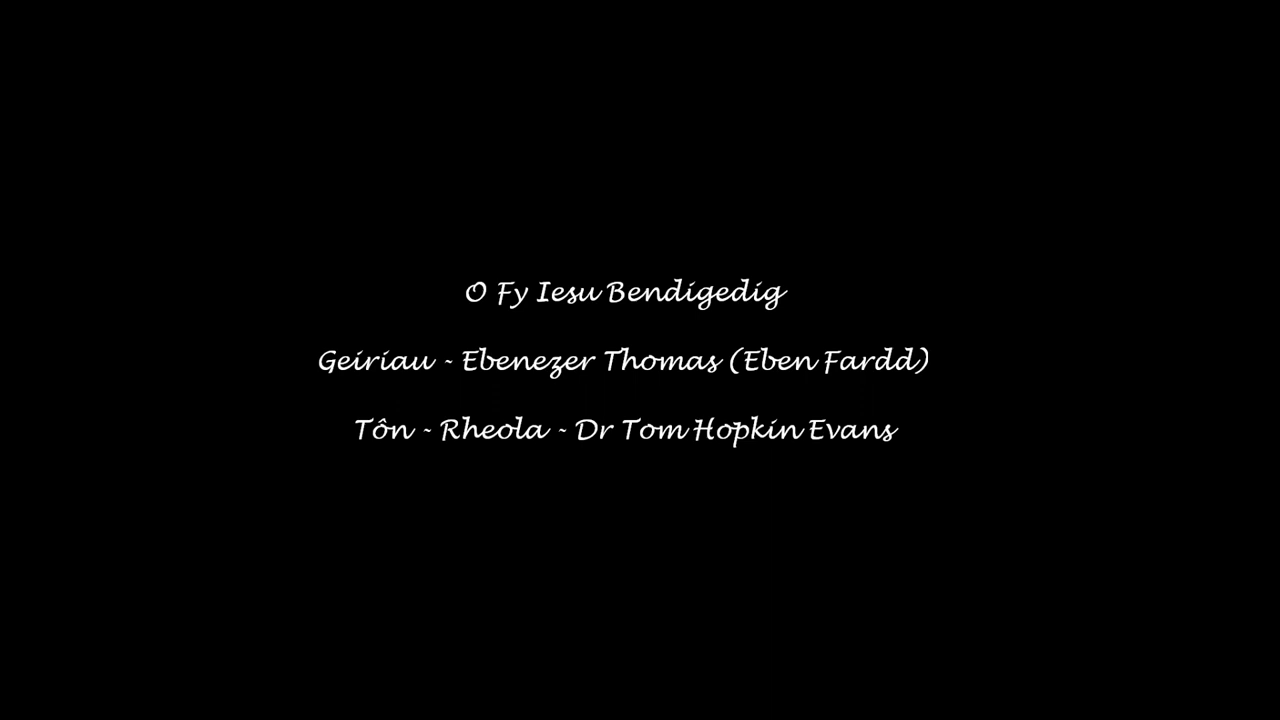 O Fy Iesu Bendigedig
Geiriau - Ebenezer Thomas (Eben Fardd)
Tôn - Rheola - Dr Tom Hopkin Evans